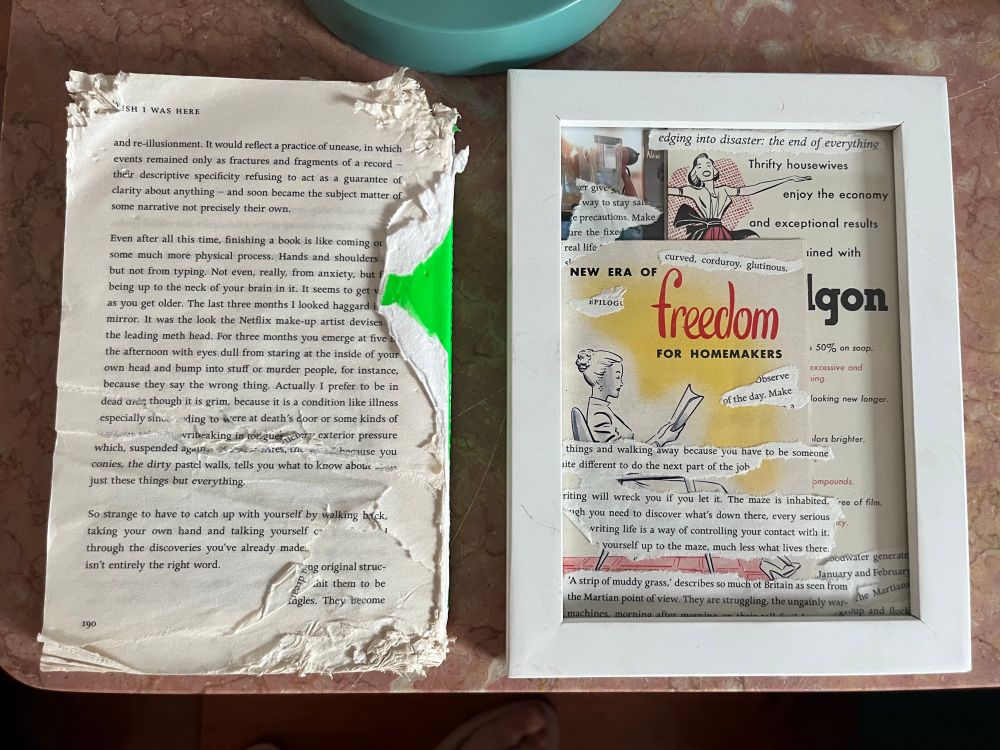 ISH I WAS HERE
and re-illusionment. It would reflect a practice of unease, in which
events remained only as fractures and fragments of a record –
their descriptive specificity refusing to act as a guarantee of
clarity about anything – and soon became the subject matter of
some narrative not precisely their own.
Even after all this time, finishing a book is like coming
some much more physical process. Hands and shoulders
but not from typing. Not even, really, from anxiety, but
being up to the neck of your brain in it. It seems to get
as you get older. The last three months I looked haggard
mirror. It was the look the Netflix make-up artist devises
the leading meth head. For three months you emerge at five
the afternoon with eyes dull from staring at the inside of your
own head and bump into stuff or murder people, for instance,
because they say the wrong thing. Actually I prefer to be in
dead though it is grim, because it is a condition like illness
especially at death's door or some kinds of
exterior pressure
which, suspended because you
conies, the dirty pastel walls, tells you what to know about
just these things but everything.
So strange to have to catch up with yourself by walking back,
taking your own hand and talking yourself
through the discoveries you've already made.
isn't entirely the right word.
original struc-
them to be
They become
190
edging into disaster: the end of everything
New
Thrifty housewives
enjoy the economy
and exceptional results
with
way to stay
precautions. Make
are the fixed
real life
curved, corduroy, glutinous.
NEW ERA OF
freedom
FOR HOMEMAKERS
EPILOG
lgon
50% on soap.
excessive and
looking new longer.
Observe
of the day. Make
brighter.
things and walking away because you have to be someone
different to do the next part of the job
riting will wreck you if you let it. The maze is inhabited,
ugh you need to discover what's down there, every serious
writing life is a way of controlling your contact with it.
yourself up to the maze, much less what lives there.
free of film.
generate
January and February
the Martians
'A strip of muddy grass,' describes so much of Britain as seen from
the Martian point of view. They are struggling, the ungainly war-
machines, morning after morning on their
and flock